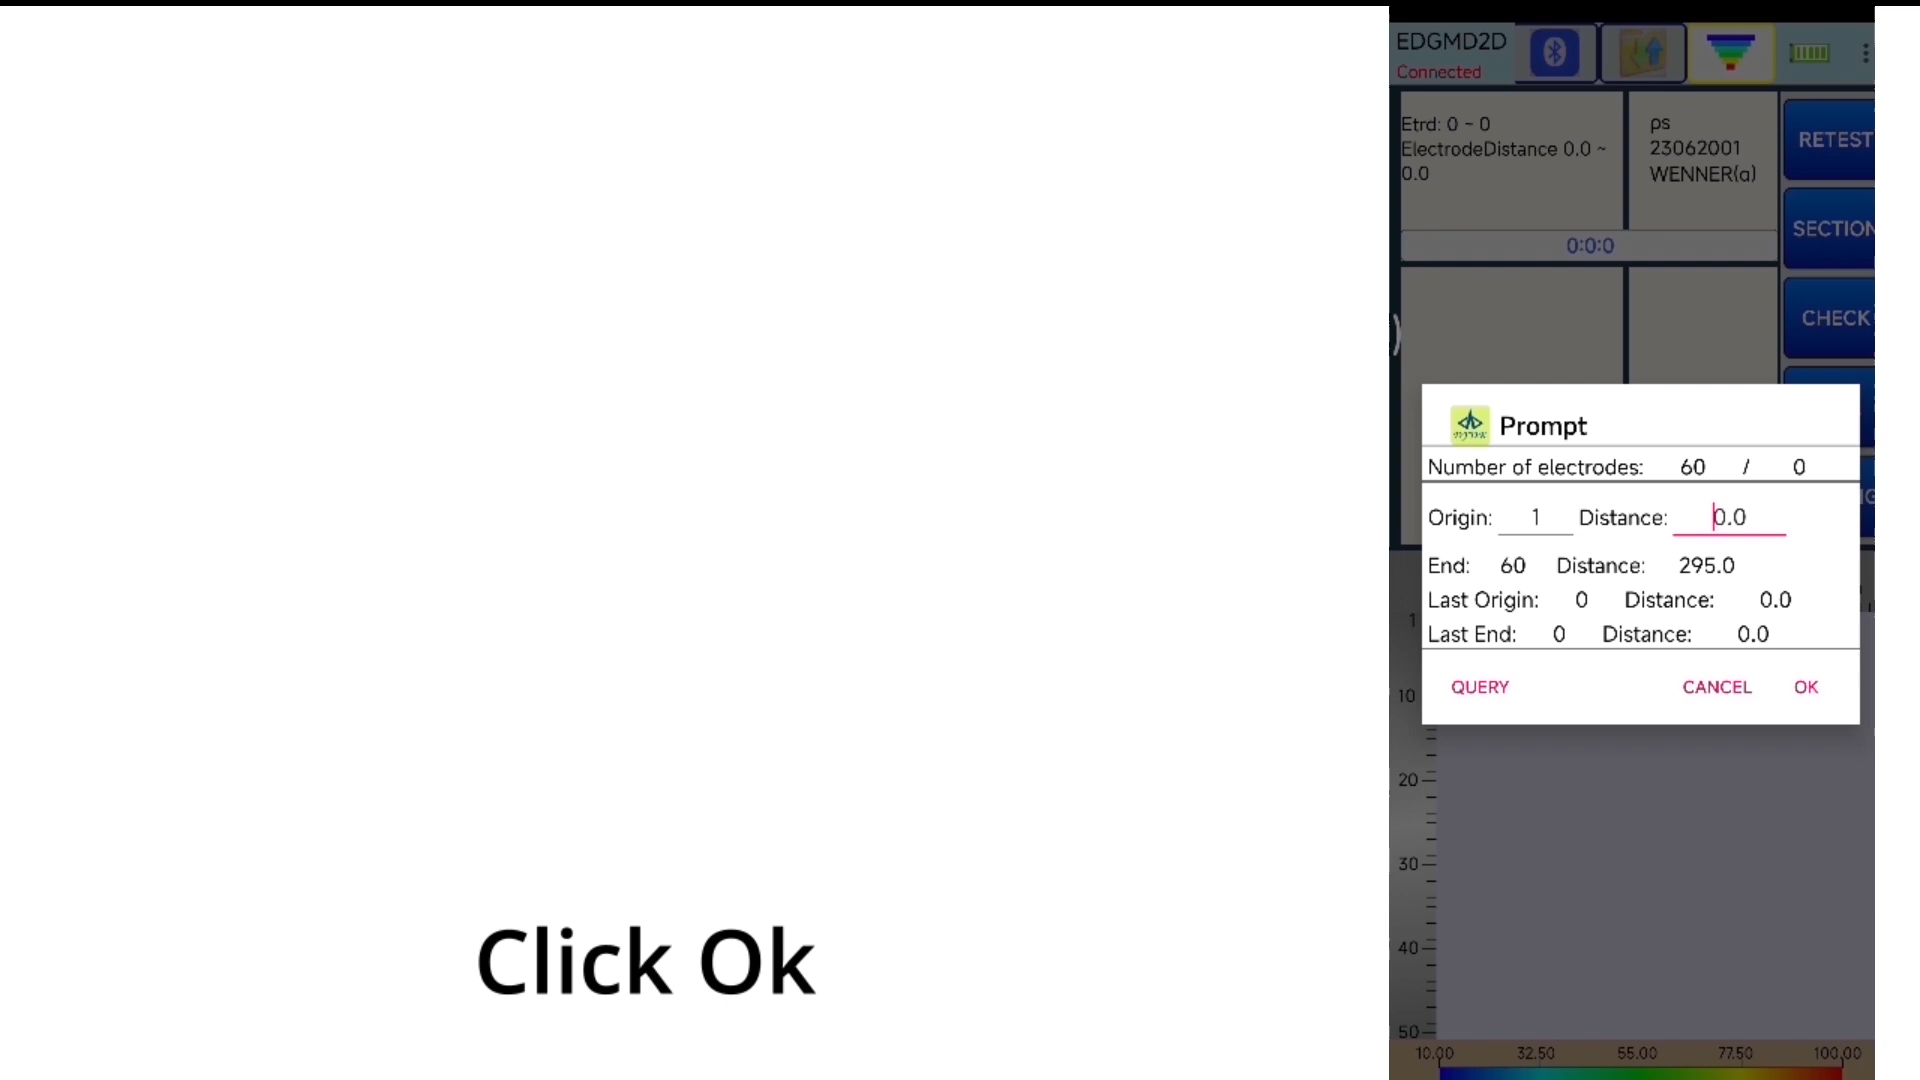 EDGMD2D
Connected
Etrd: 0 ~ 0
ElectrodeDistance 0.0 ~
0.0
ρs
23062001
WENNER(α)
RETEST
SECTION
0:0:0
CHECK
Prompt
Number of electrodes: 60 / 0
Origin: 1 Distance: 0.0
End: 60 Distance: 295.0
Last Origin: 0 Distance: 0.0
Last End: 0 Distance: 0.0
QUERY CANCEL OK
1
10
20
30
40
50
10.00 32.50 55.00 77.50 100.00
Click Ok